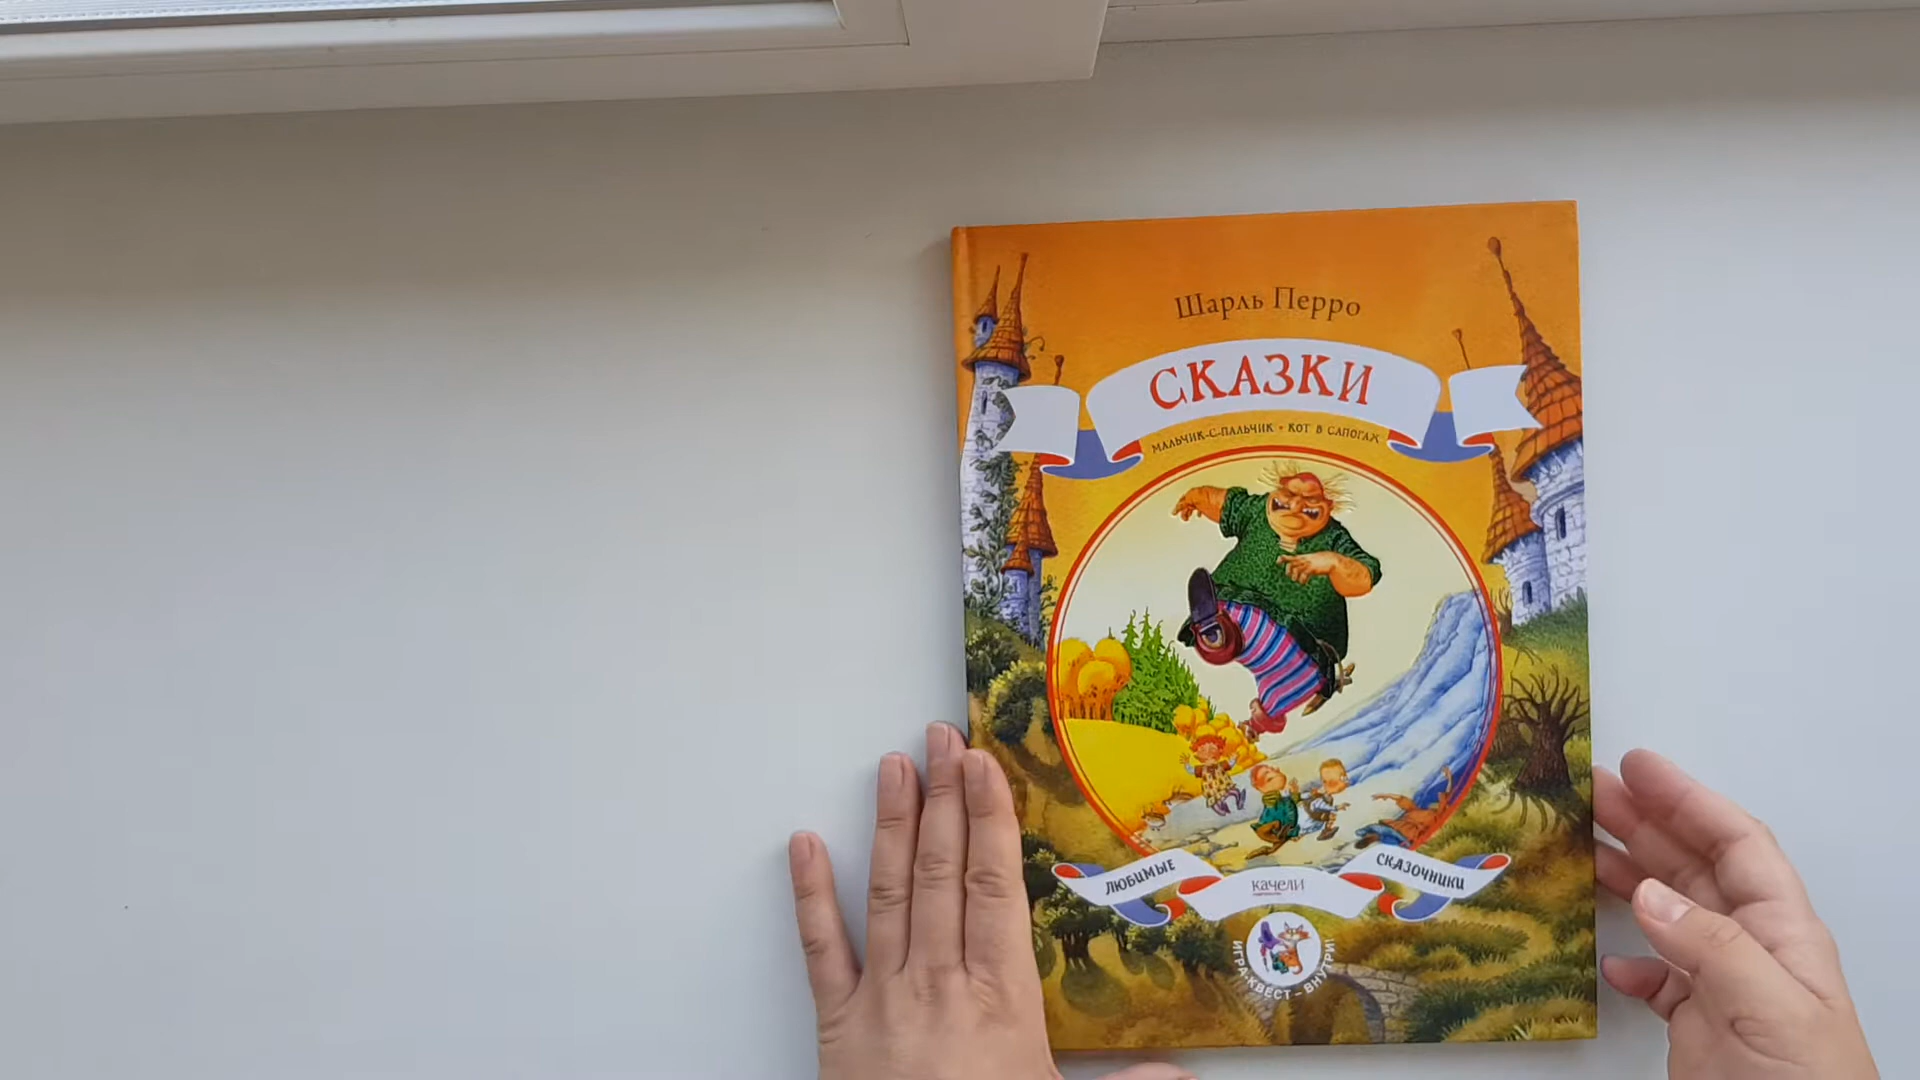 Шарль Перро
СКАЗКИ
МАЛЬЧИК-С-ПАЛЬЧИК • КОТ В САПОГАХ
ЛЮБИМЫЕ
СКАЗОЧНИКИ
качели
ИГРА-КВЕСТ – ВНУТРИ!